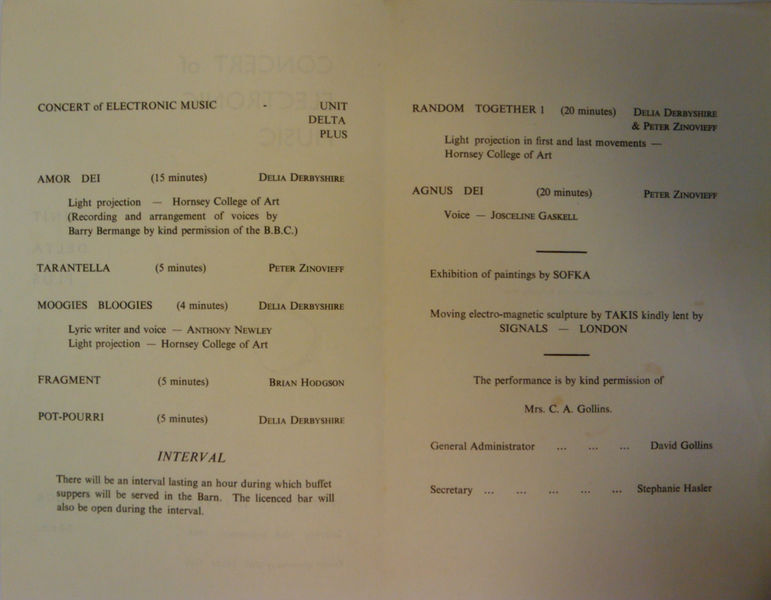 CONCERT of ELECTRONIC MUSIC - UNIT
DELTA
PLUS
AMOR DEI (15 minutes) DELIA DERBYSHIRE
Light projection — Hornsey College of Art
(Recording and arrangement of voices by
Barry Bermange by kind permission of the B.B.C.)
TARANTELLA (5 minutes) PETER ZINOVIEFF
MOOGIES BLOOGIES (4 minutes) DELIA DERBYSHIRE
Lyric writer and voice — ANTHONY NEWLEY
Light projection — Hornsey College of Art
FRAGMENT (5 minutes) BRIAN HODGSON
POT-POURRI (5 minutes) DELIA DERBYSHIRE
INTERVAL
There will be an interval lasting an hour during which buffet
suppers will be served in the Barn. The licenced bar will
also be open during the interval.
RANDOM TOGETHER 1 (20 minutes) DELIA DERBYSHIRE
& PETER ZINOVIEFF
Light projection in first and last movements —
Hornsey College of Art
AGNUS DEI (20 minutes) PETER ZINOVIEFF
Voice — JOSCELINE GASKELL
Exhibition of paintings by SOFKA
Moving electro-magnetic sculpture by TAKIS kindly lent by
SIGNALS — LONDON
The performance is by kind permission of
Mrs. C. A. Gollins.
General Administrator ... ... ... David Gollins
Secretary ... ... ... ... ... Stephanie Hasler